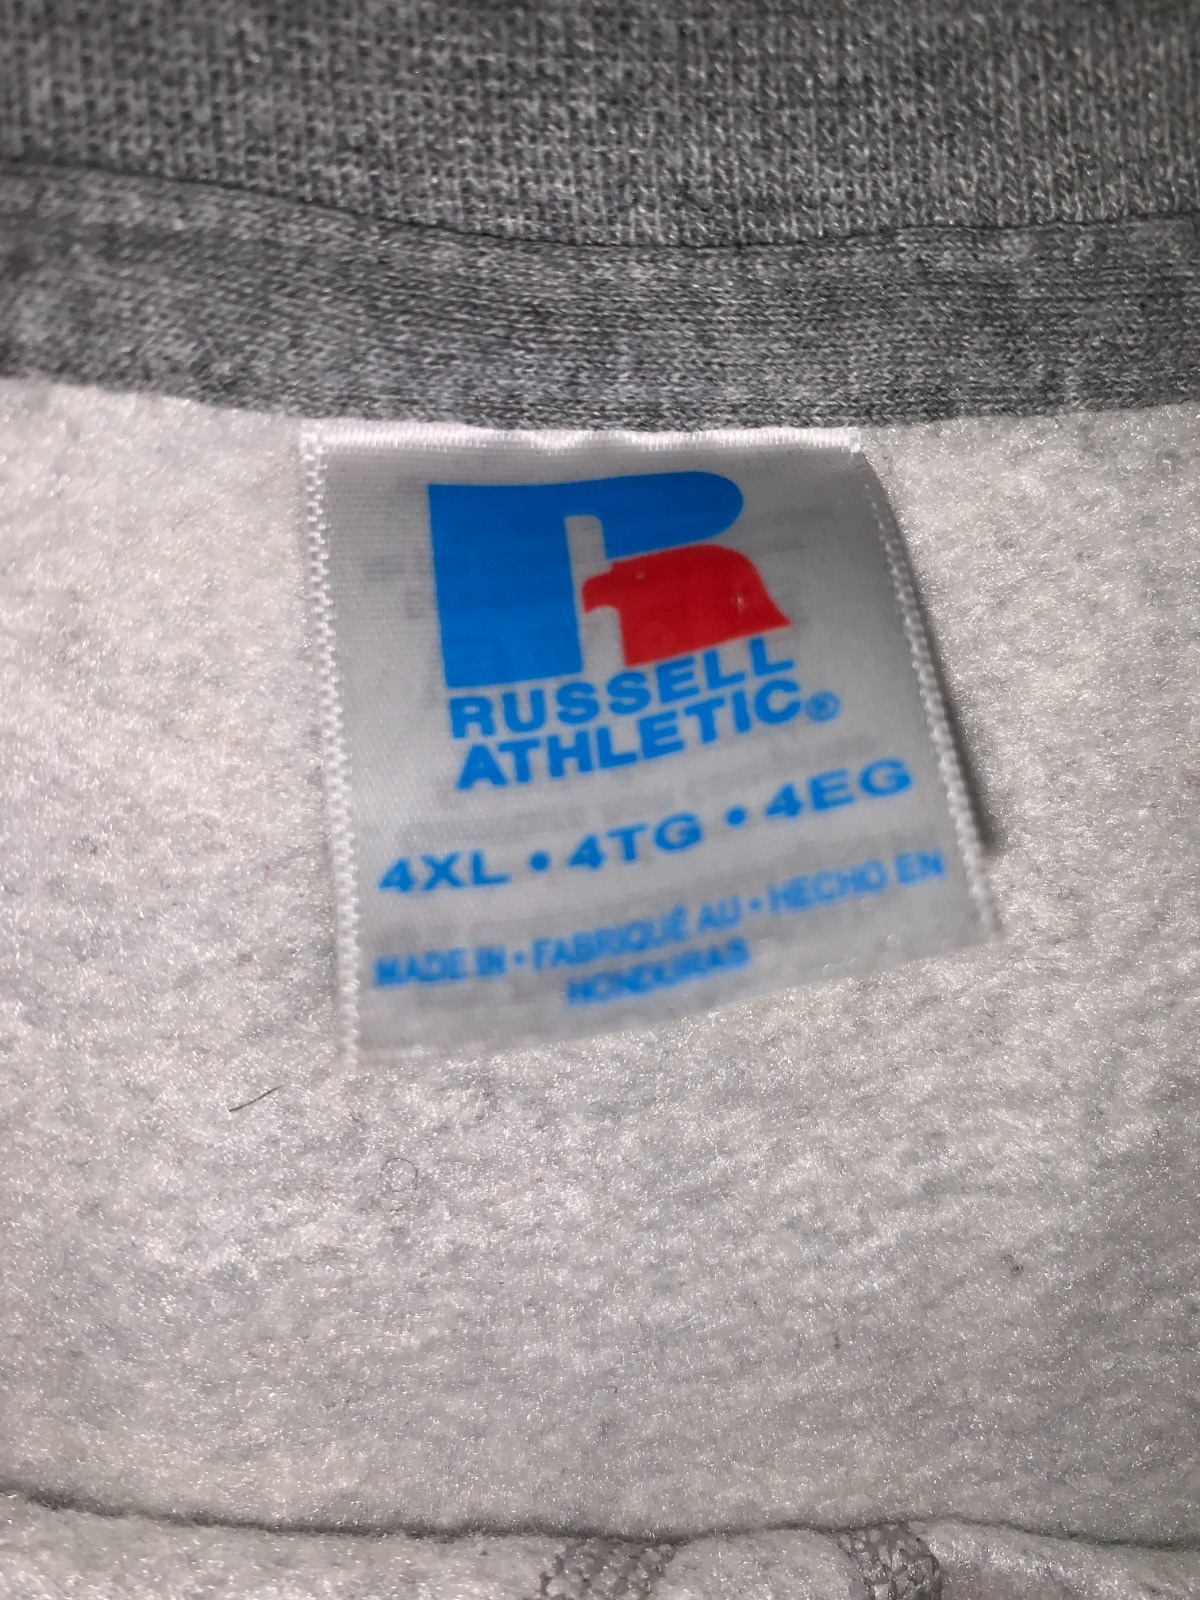 RUSSELL
ATHLETIC®
4XL • 4TG • 4EG
MADE IN • FABRIQUÉ AU • HECHO EN
HONDURAS